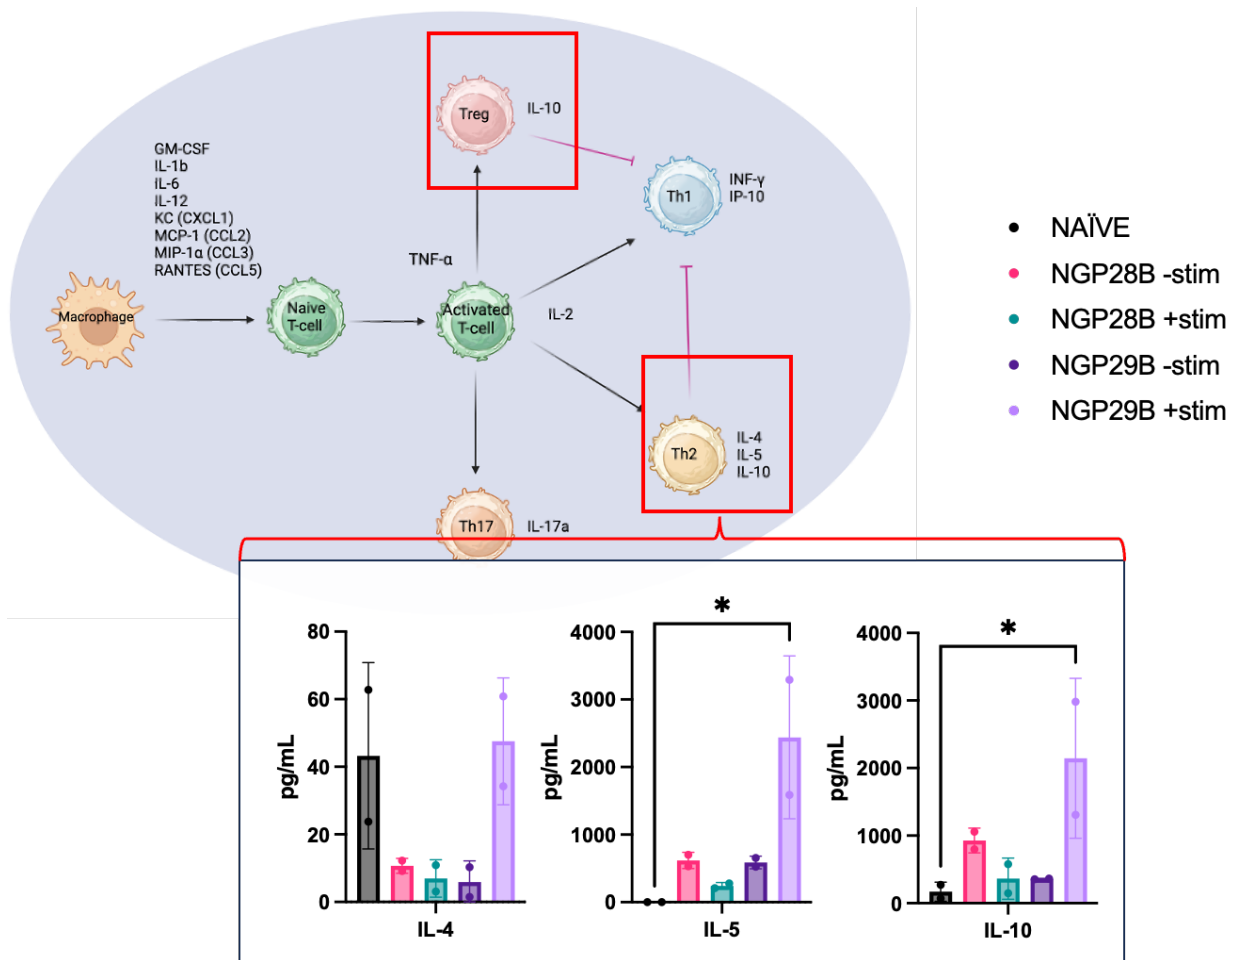 Treg
IL-10
GM-CSF
IL-1b
IL-6
IL-12
KC (CXCL1)
MCP-1 (CCL2)
MIP-1α (CCL3)
RANTES (CCL5)
Th1
INF-γ
IP-10
TNF-α
Macrophage
Naive
T-cell
Activated
T-cell
IL-2
Th2
IL-4
IL-5
IL-10
Th17
IL-17a
NAÏVE
NGP28B -stim
NGP28B +stim
NGP29B -stim
NGP29B +stim
80
60
40
20
0
pg/mL
IL-4
*
4000
3000
2000
1000
0
pg/mL
IL-5
*
4000
3000
2000
1000
0
pg/mL
IL-10